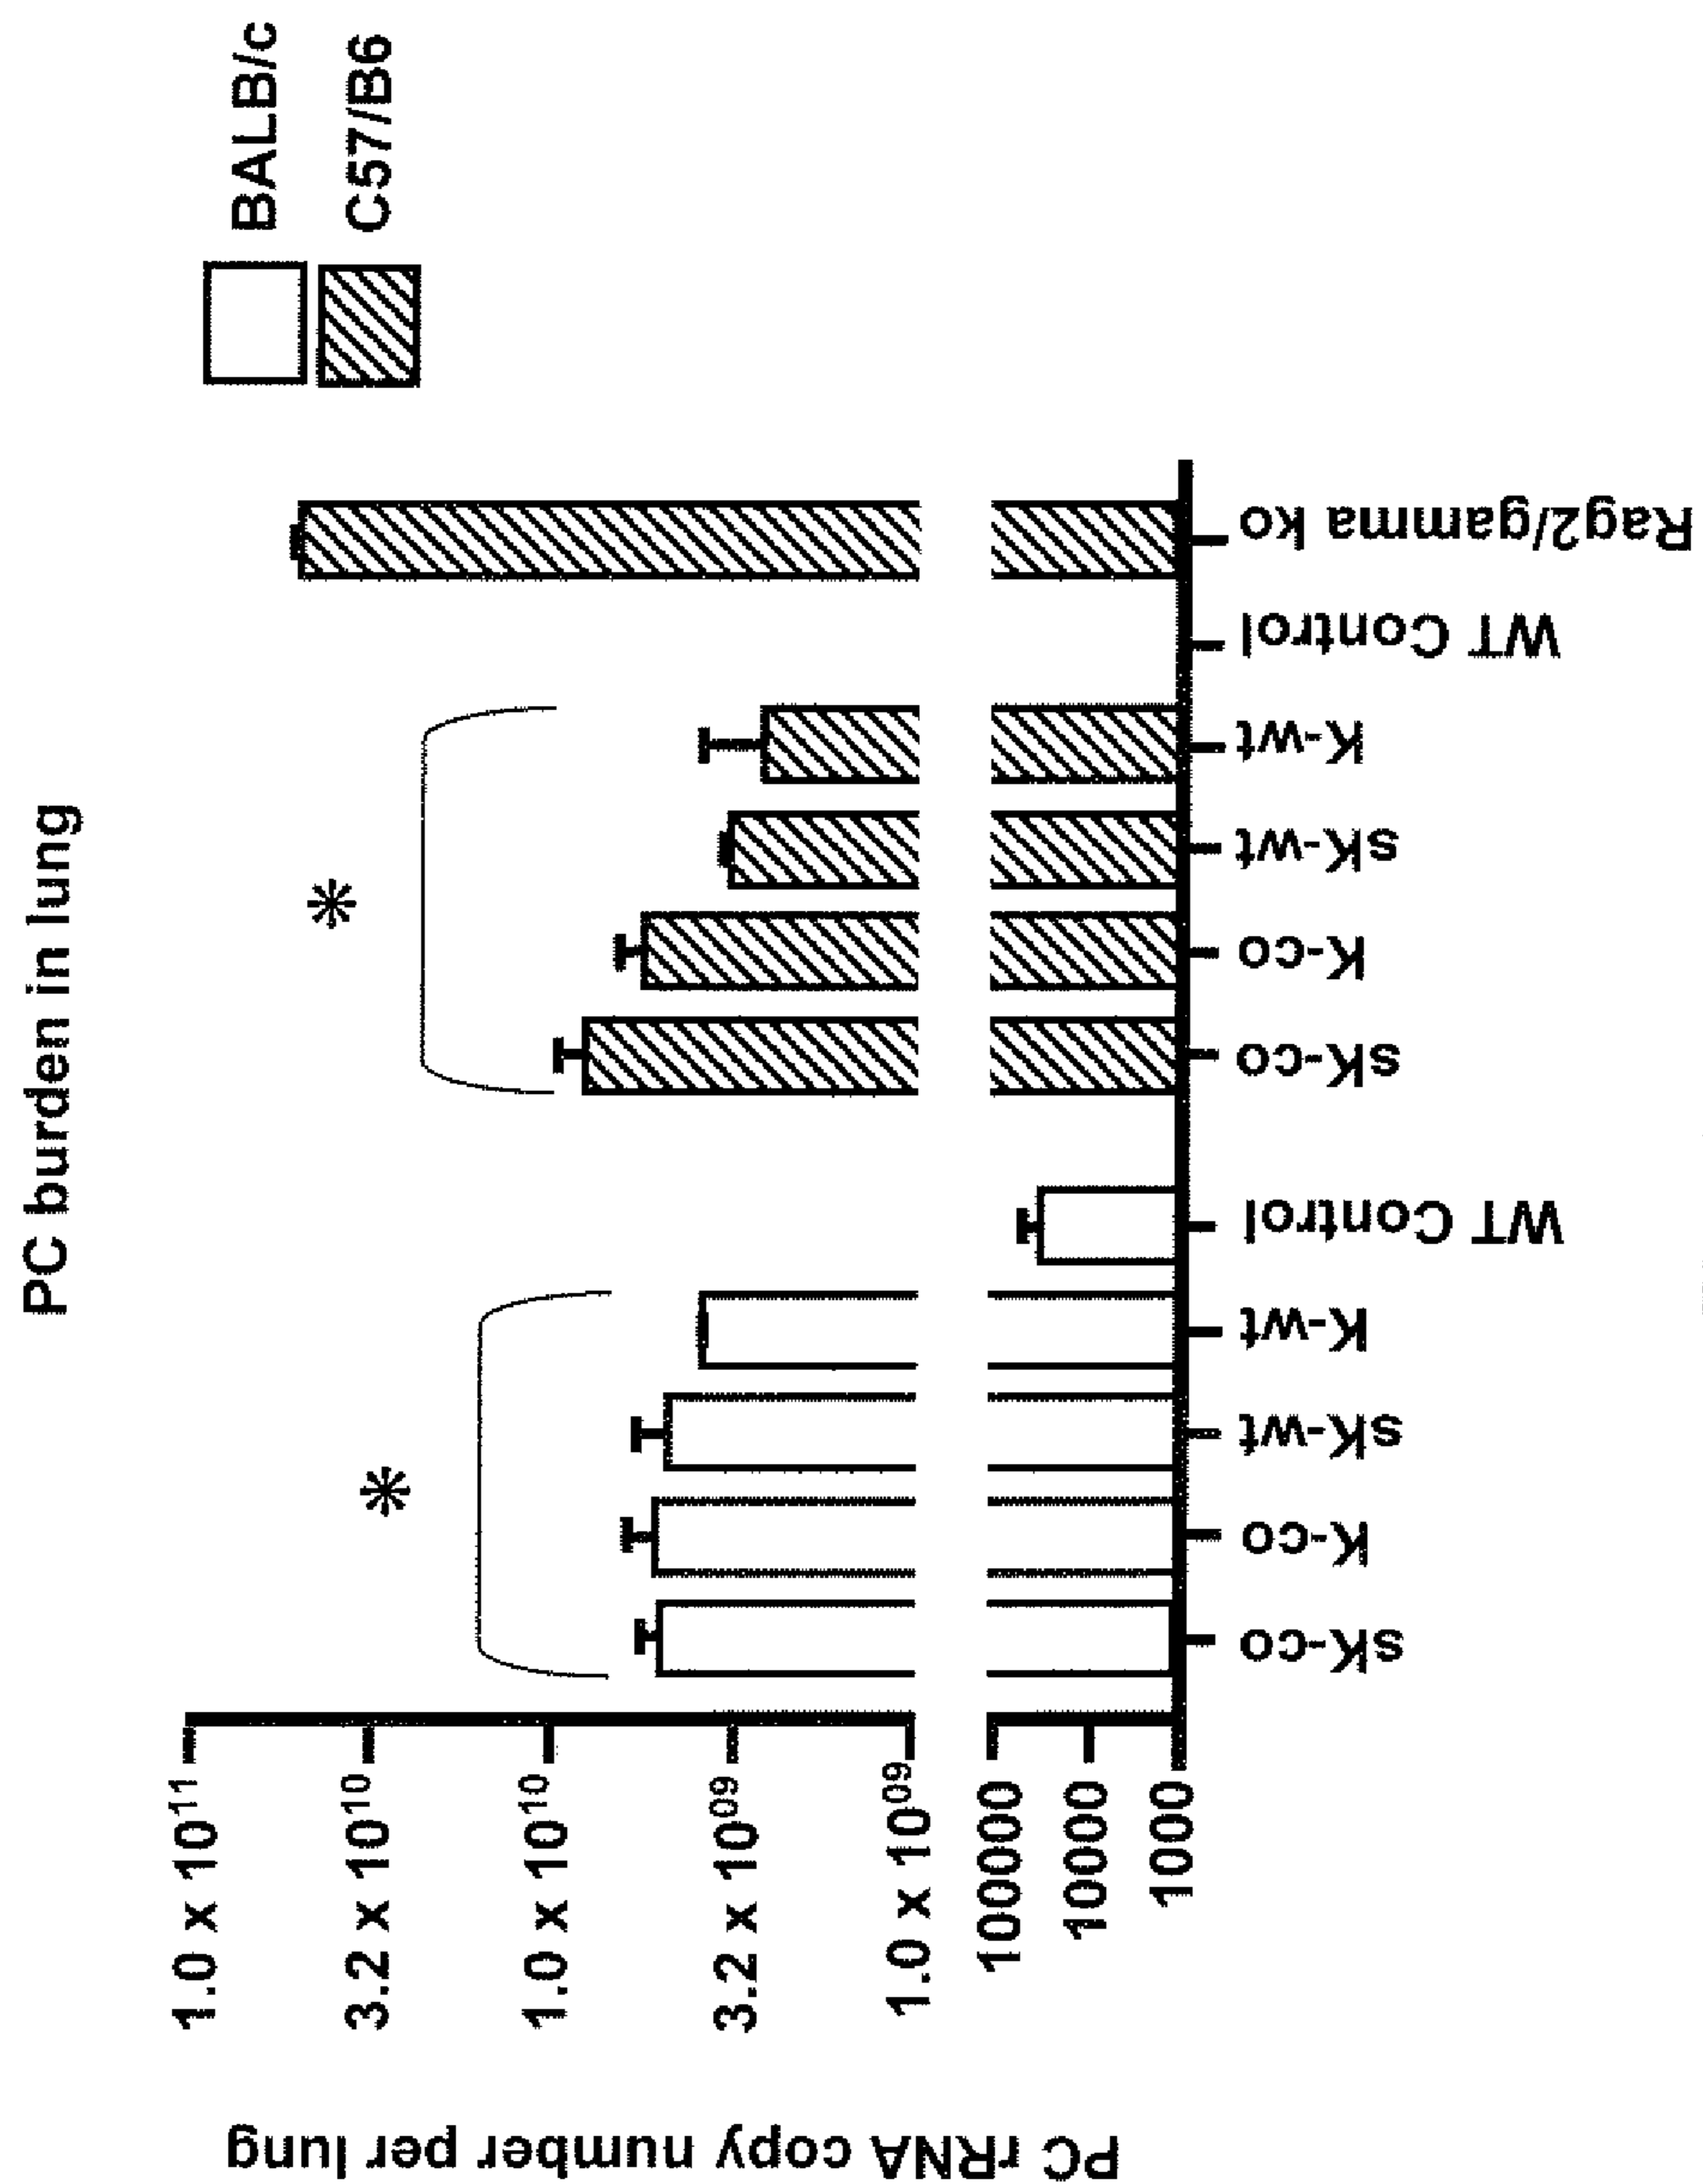 PC burden in lung
BALB/c
C57/B6
*
*
PC rRNA copy number per lung
1.0 x 10¹¹
3.2 x 10¹⁰
1.0 x 10¹⁰
3.2 x 10⁰⁹
1.0 x 10⁰⁹
100000
10000
1000
sK-co
K-co
sK-wt
K-wt
WT Control
sK-co
K-co
sK-wt
K-wt
WT Control
Rag2/gamma ko